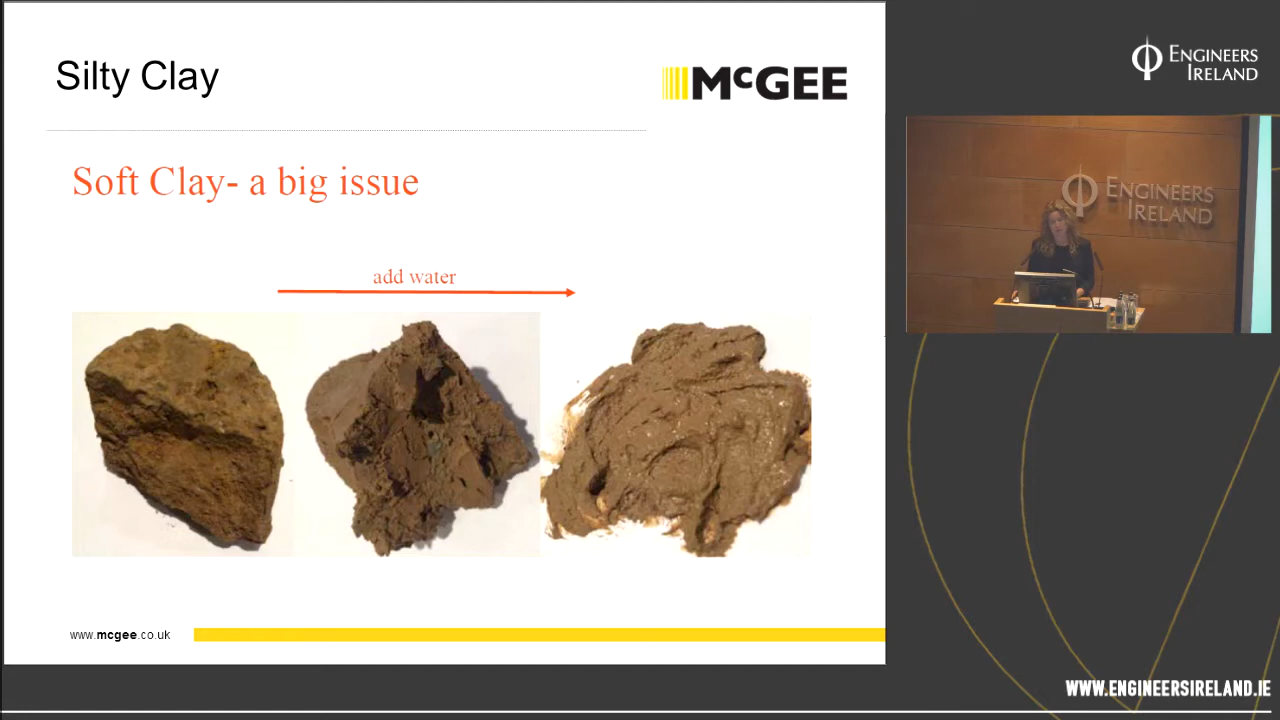 Silty Clay
McGEE
Soft Clay- a big issue
add water
www.mcgee.co.uk
ENGINEERS
IRELAND
ENGINEERS
IRELAND
WWW.ENGINEERSIRELAND.IE